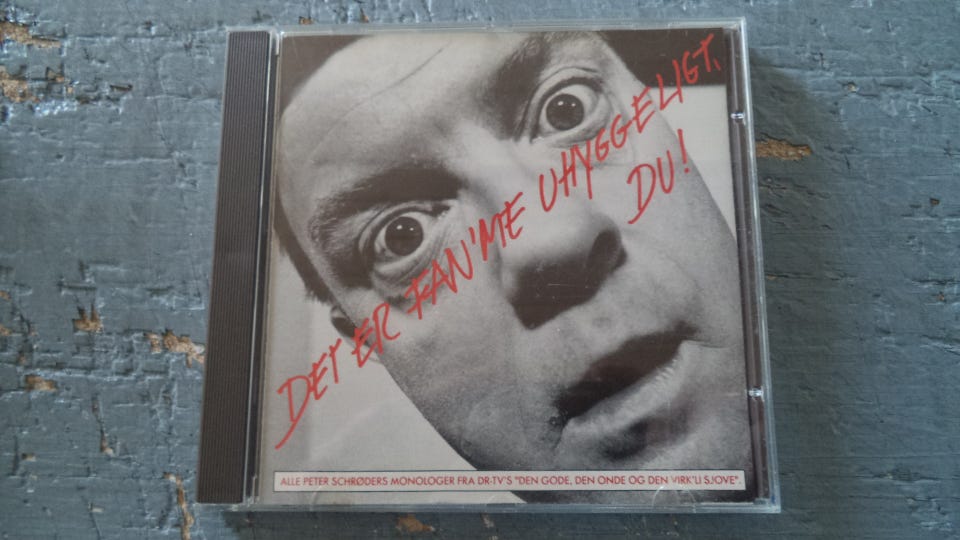 DET ER FAN'ME UHYGGELIGT,
DU!
ALLE PETER SCHRØDERS MONOLOGER FRA DR-TV'S "DEN GODE, DEN ONDE OG DEN VIRK'LI SJOVE".